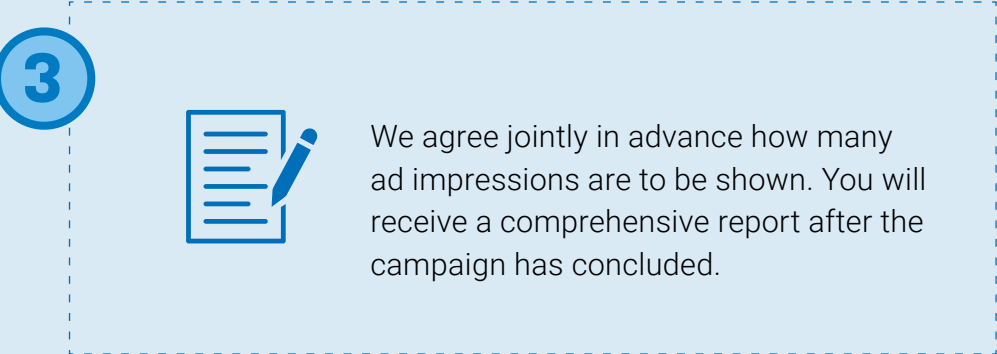 3
We agree jointly in advance how many
ad impressions are to be shown. You will
receive a comprehensive report after the
campaign has concluded.